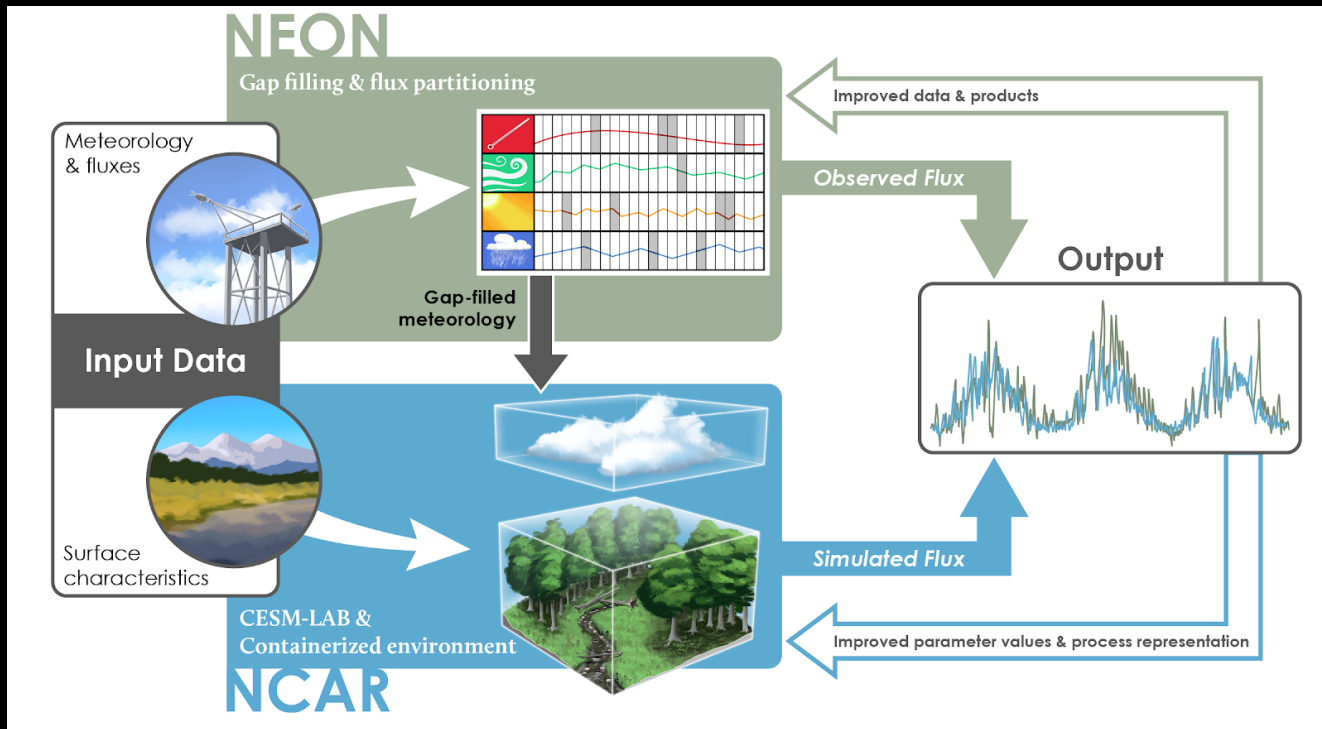 NEON
Gap filling & flux partitioning
Improved data & products
Meteorology
& fluxes
Observed Flux
Output
Gap-filled
meteorology
Input Data
Surface
characteristics
Simulated Flux
CESM-LAB &
Containerized environment
Improved parameter values & process representation
NCAR